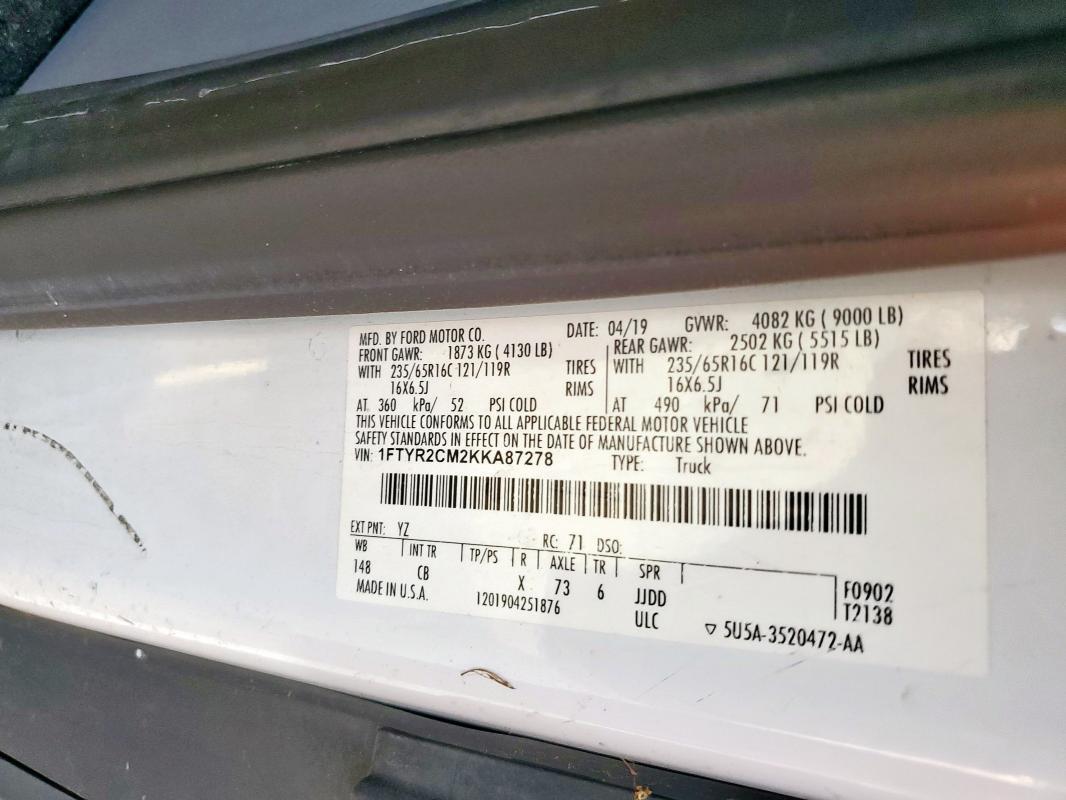 MFD. BY FORD MOTOR CO. DATE: 04/19 GVWR: 4082 KG ( 9000 LB)
FRONT GAWR: 1873 KG ( 4130 LB) REAR GAWR: 2502 KG ( 5515 LB)
WITH 235/65R16C 121/119R TIRES WITH 235/65R16C 121/119R TIRES
16X6.5J RIMS 16X6.5J RIMS
AT 360 kPa/ 52 PSI COLD AT 490 kPa/ 71 PSI COLD
THIS VEHICLE CONFORMS TO ALL APPLICABLE FEDERAL MOTOR VEHICLE
SAFETY STANDARDS IN EFFECT ON THE DATE OF MANUFACTURE SHOWN ABOVE.
VIN: 1FTYR2CM2KKA87278 TYPE: Truck
EXT PNT: YZ RC: 71 DSO:
WB INT TR TP/PS R AXLE TR SPR
148 CB X 73 6 JJDD F0902
MADE IN U.S.A. 1201904251876 ULC T2138
▽ 5U5A-3520472-AA